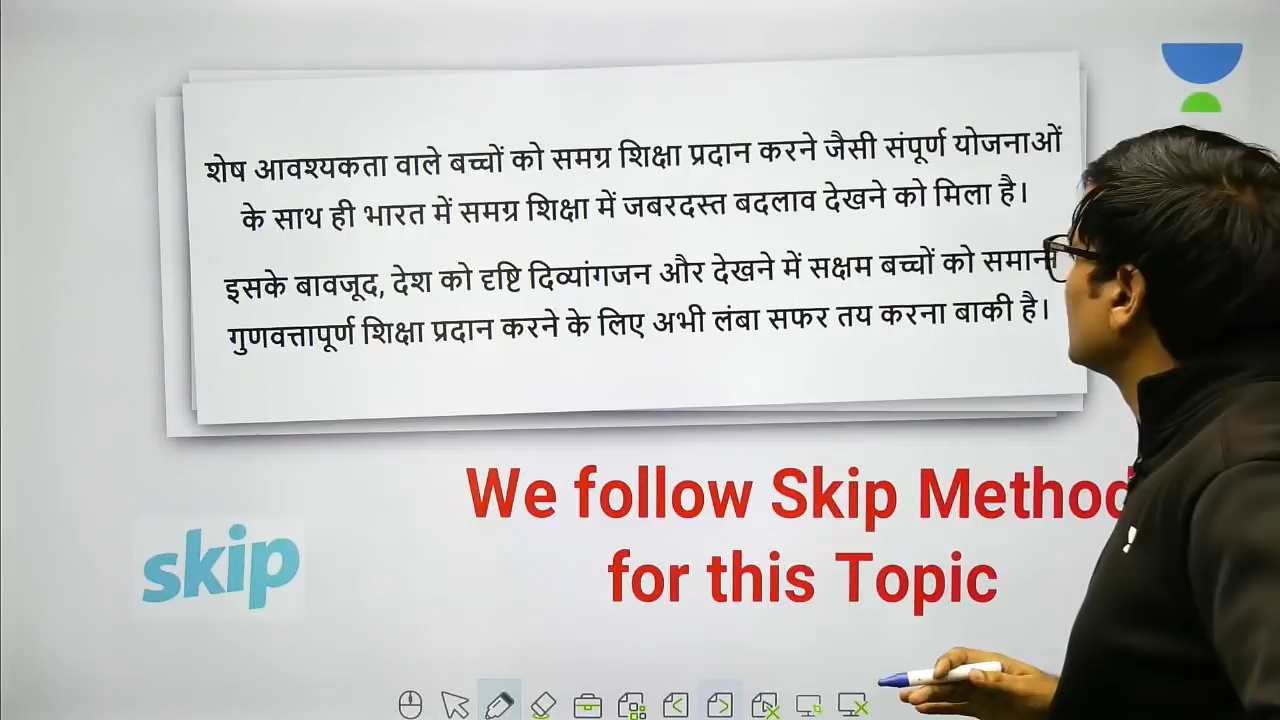 शेष आवश्यकता वाले बच्चों को समग्र शिक्षा प्रदान करने जैसी संपूर्ण योजनाओं
के साथ ही भारत में समग्र शिक्षा में जबरदस्त बदलाव देखने को मिला है।
इसके बावजूद, देश को दृष्टि दिव्यांगजन और देखने में सक्षम बच्चों को समान
गुणवत्तापूर्ण शिक्षा प्रदान करने के लिए अभी लंबा सफर तय करना बाकी है।
We follow Skip Method
for this Topic
skip